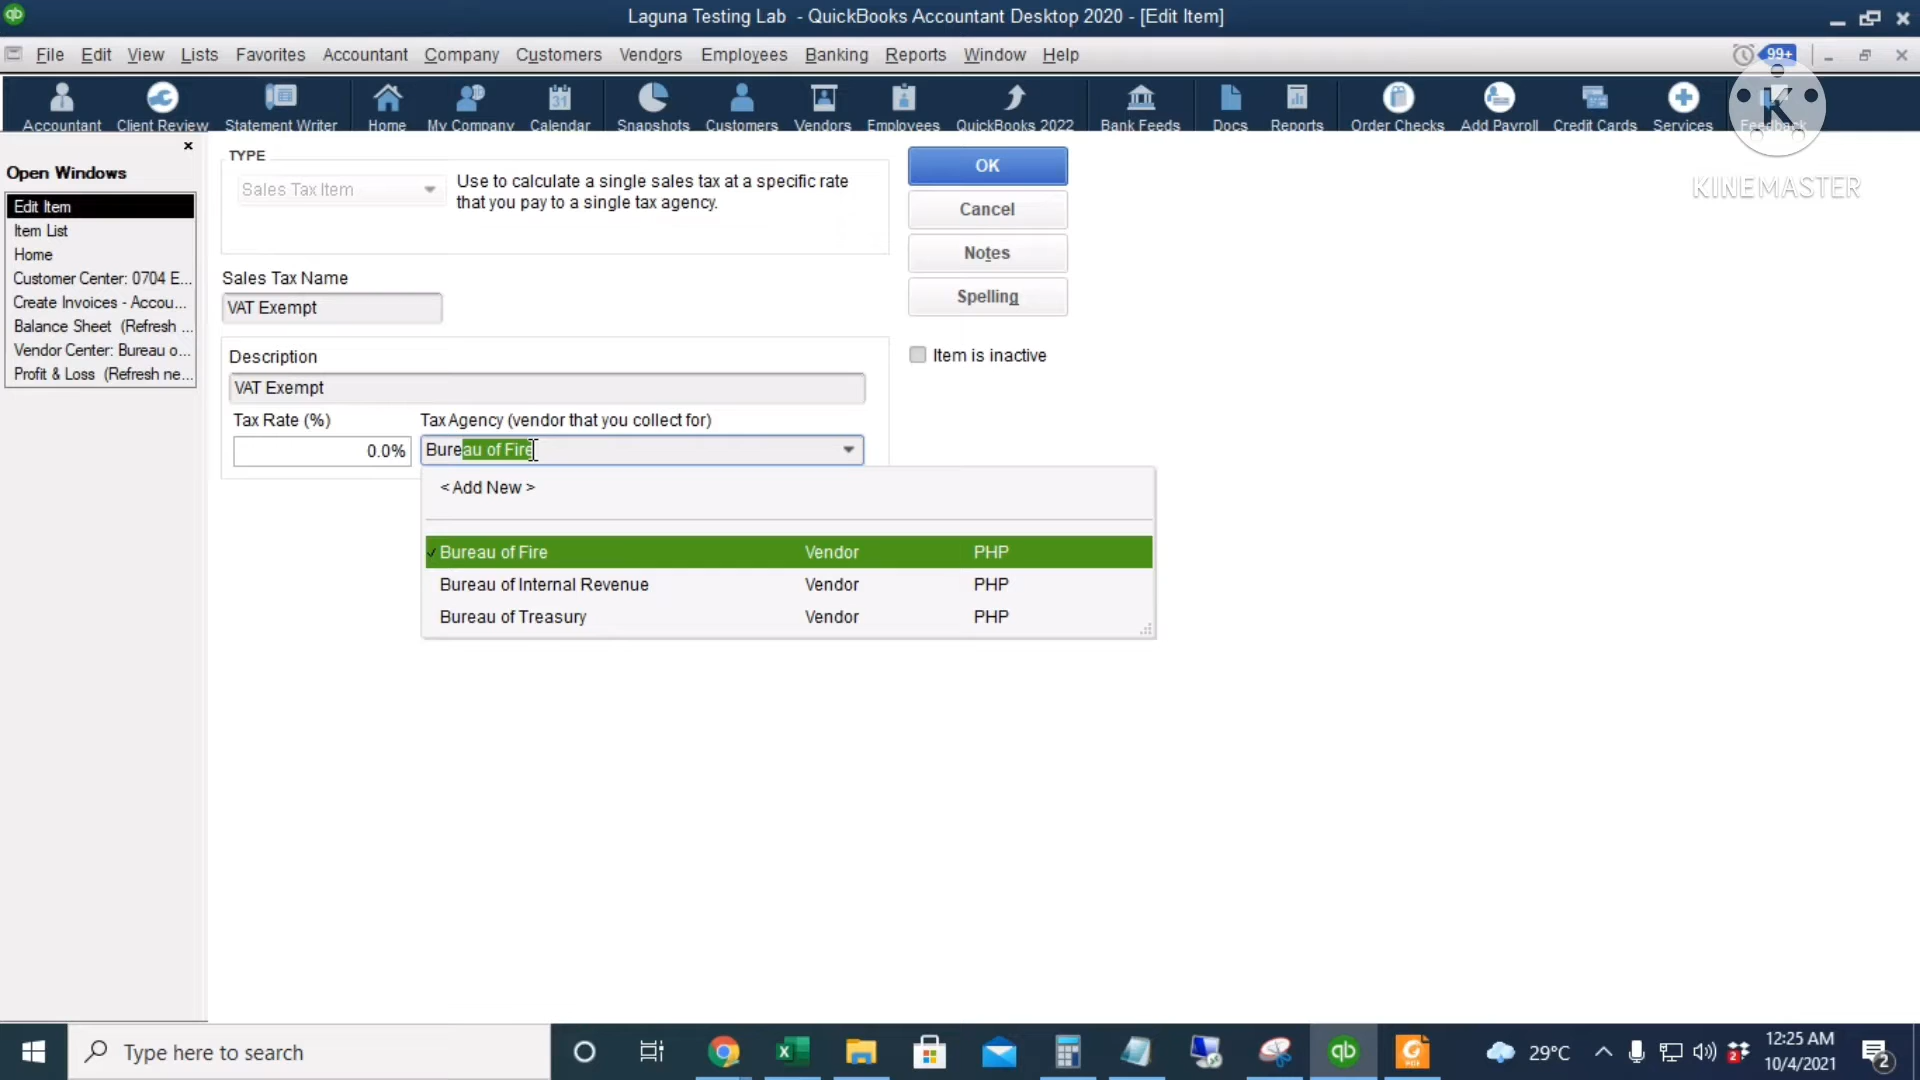 Laguna Testing Lab - QuickBooks Accountant Desktop 2020 - [Edit Item]
File Edit View Lists Favorites Accountant Company Customers Vendors Employees Banking Reports Window Help
99+
Accountant Client Review Statement Writer Home My Company Calendar Snapshots Customers Vendors Employees QuickBooks 2022 Bank Feeds Docs Reports Order Checks Add Payroll Credit Cards Services Feedback
KINEMASTER
Open Windows
Edit Item
Item List
Home
Customer Center: 0704 E...
Create Invoices - Accou...
Balance Sheet (Refresh ...
Vendor Center: Bureau o...
Profit & Loss (Refresh ne...
TYPE
Sales Tax Item
Use to calculate a single sales tax at a specific rate
that you pay to a single tax agency.
OK
Cancel
Notes
Spelling
Item is inactive
Sales Tax Name
VAT Exempt
Description
VAT Exempt
Tax Rate (%) Tax Agency (vendor that you collect for)
0.0% Bureau of Fire
< Add New >
Bureau of Fire Vendor PHP
Bureau of Internal Revenue Vendor PHP
Bureau of Treasury Vendor PHP
Type here to search
29°C
12:25 AM
10/4/2021
2